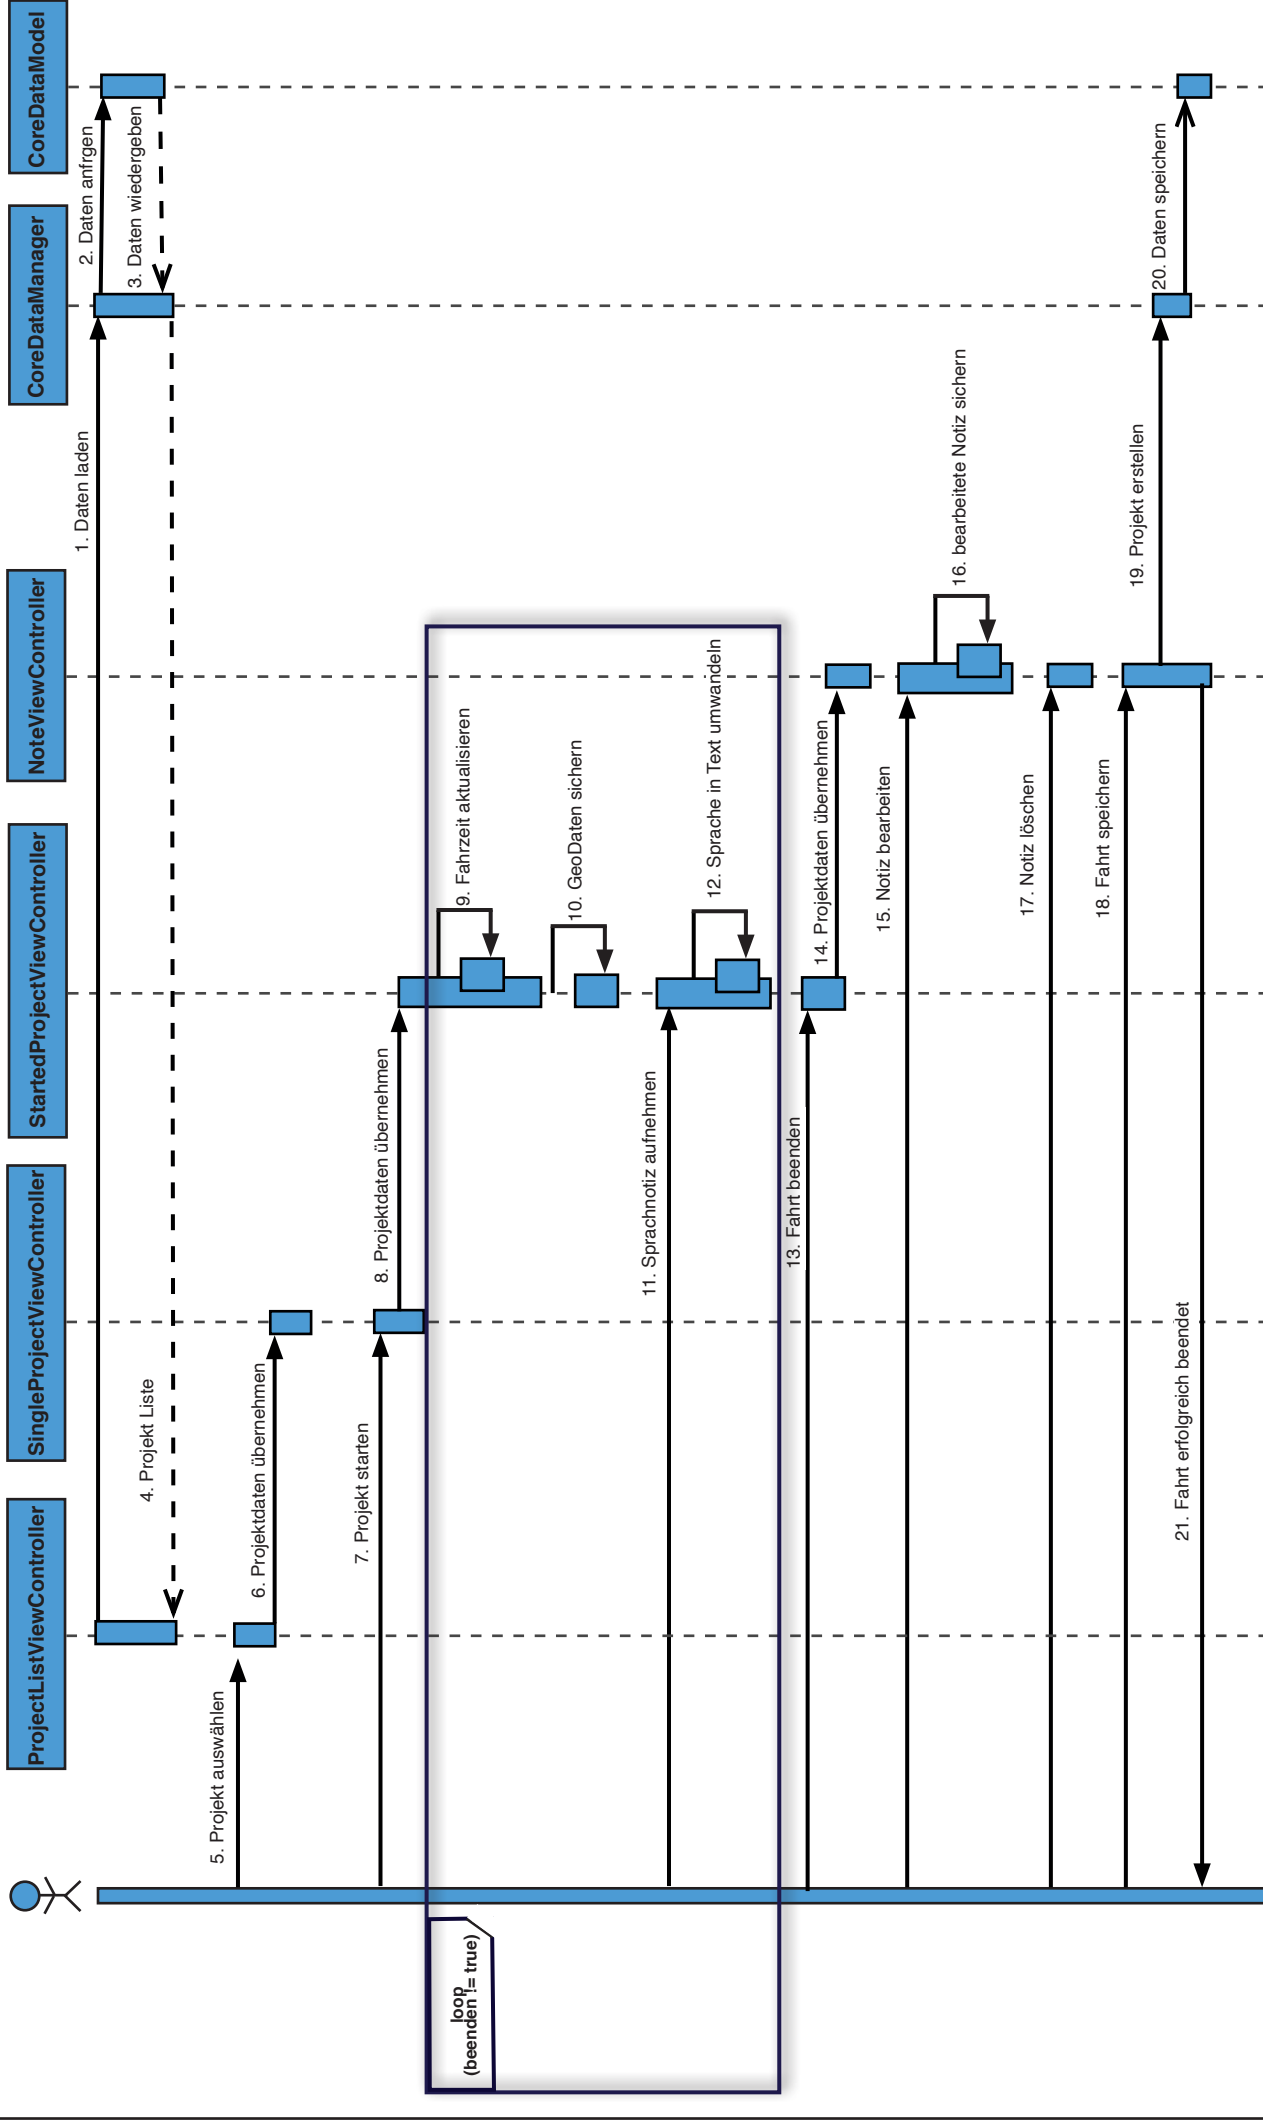 ProjectListViewController
SingleProjectViewController
StartedProjectViewController
NoteViewController
CoreDataManager
CoreDataModel
1. Daten laden
2. Daten anfrgen
3. Daten wiedergeben
4. Projekt Liste
5. Projekt auswählen
6. Projektdaten übernehmen
7. Projekt starten
8. Projektdaten übernehmen
loop
(beenden != true)
9. Fahrzeit aktualisieren
10. GeoDaten sichern
11. Sprachnotiz aufnehmen
12. Sprache in Text umwandeln
13. Fahrt beenden
14. Projektdaten übernehmen
15. Notiz bearbeiten
16. bearbeitete Notiz sichern
17. Notiz löschen
18. Fahrt speichern
19. Projekt erstellen
20. Daten speichern
21. Fahrt erfolgreich beendet